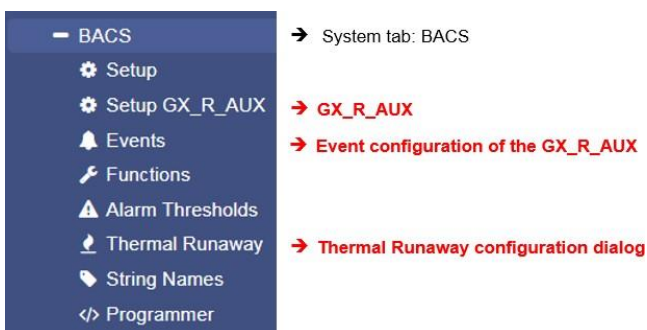 BACS → System tab: BACS
Setup
Setup GX_R_AUX → GX_R_AUX
Events → Event configuration of the GX_R_AUX
Functions
Alarm Thresholds
Thermal Runaway → Thermal Runaway configuration dialog
String Names
</> Programmer